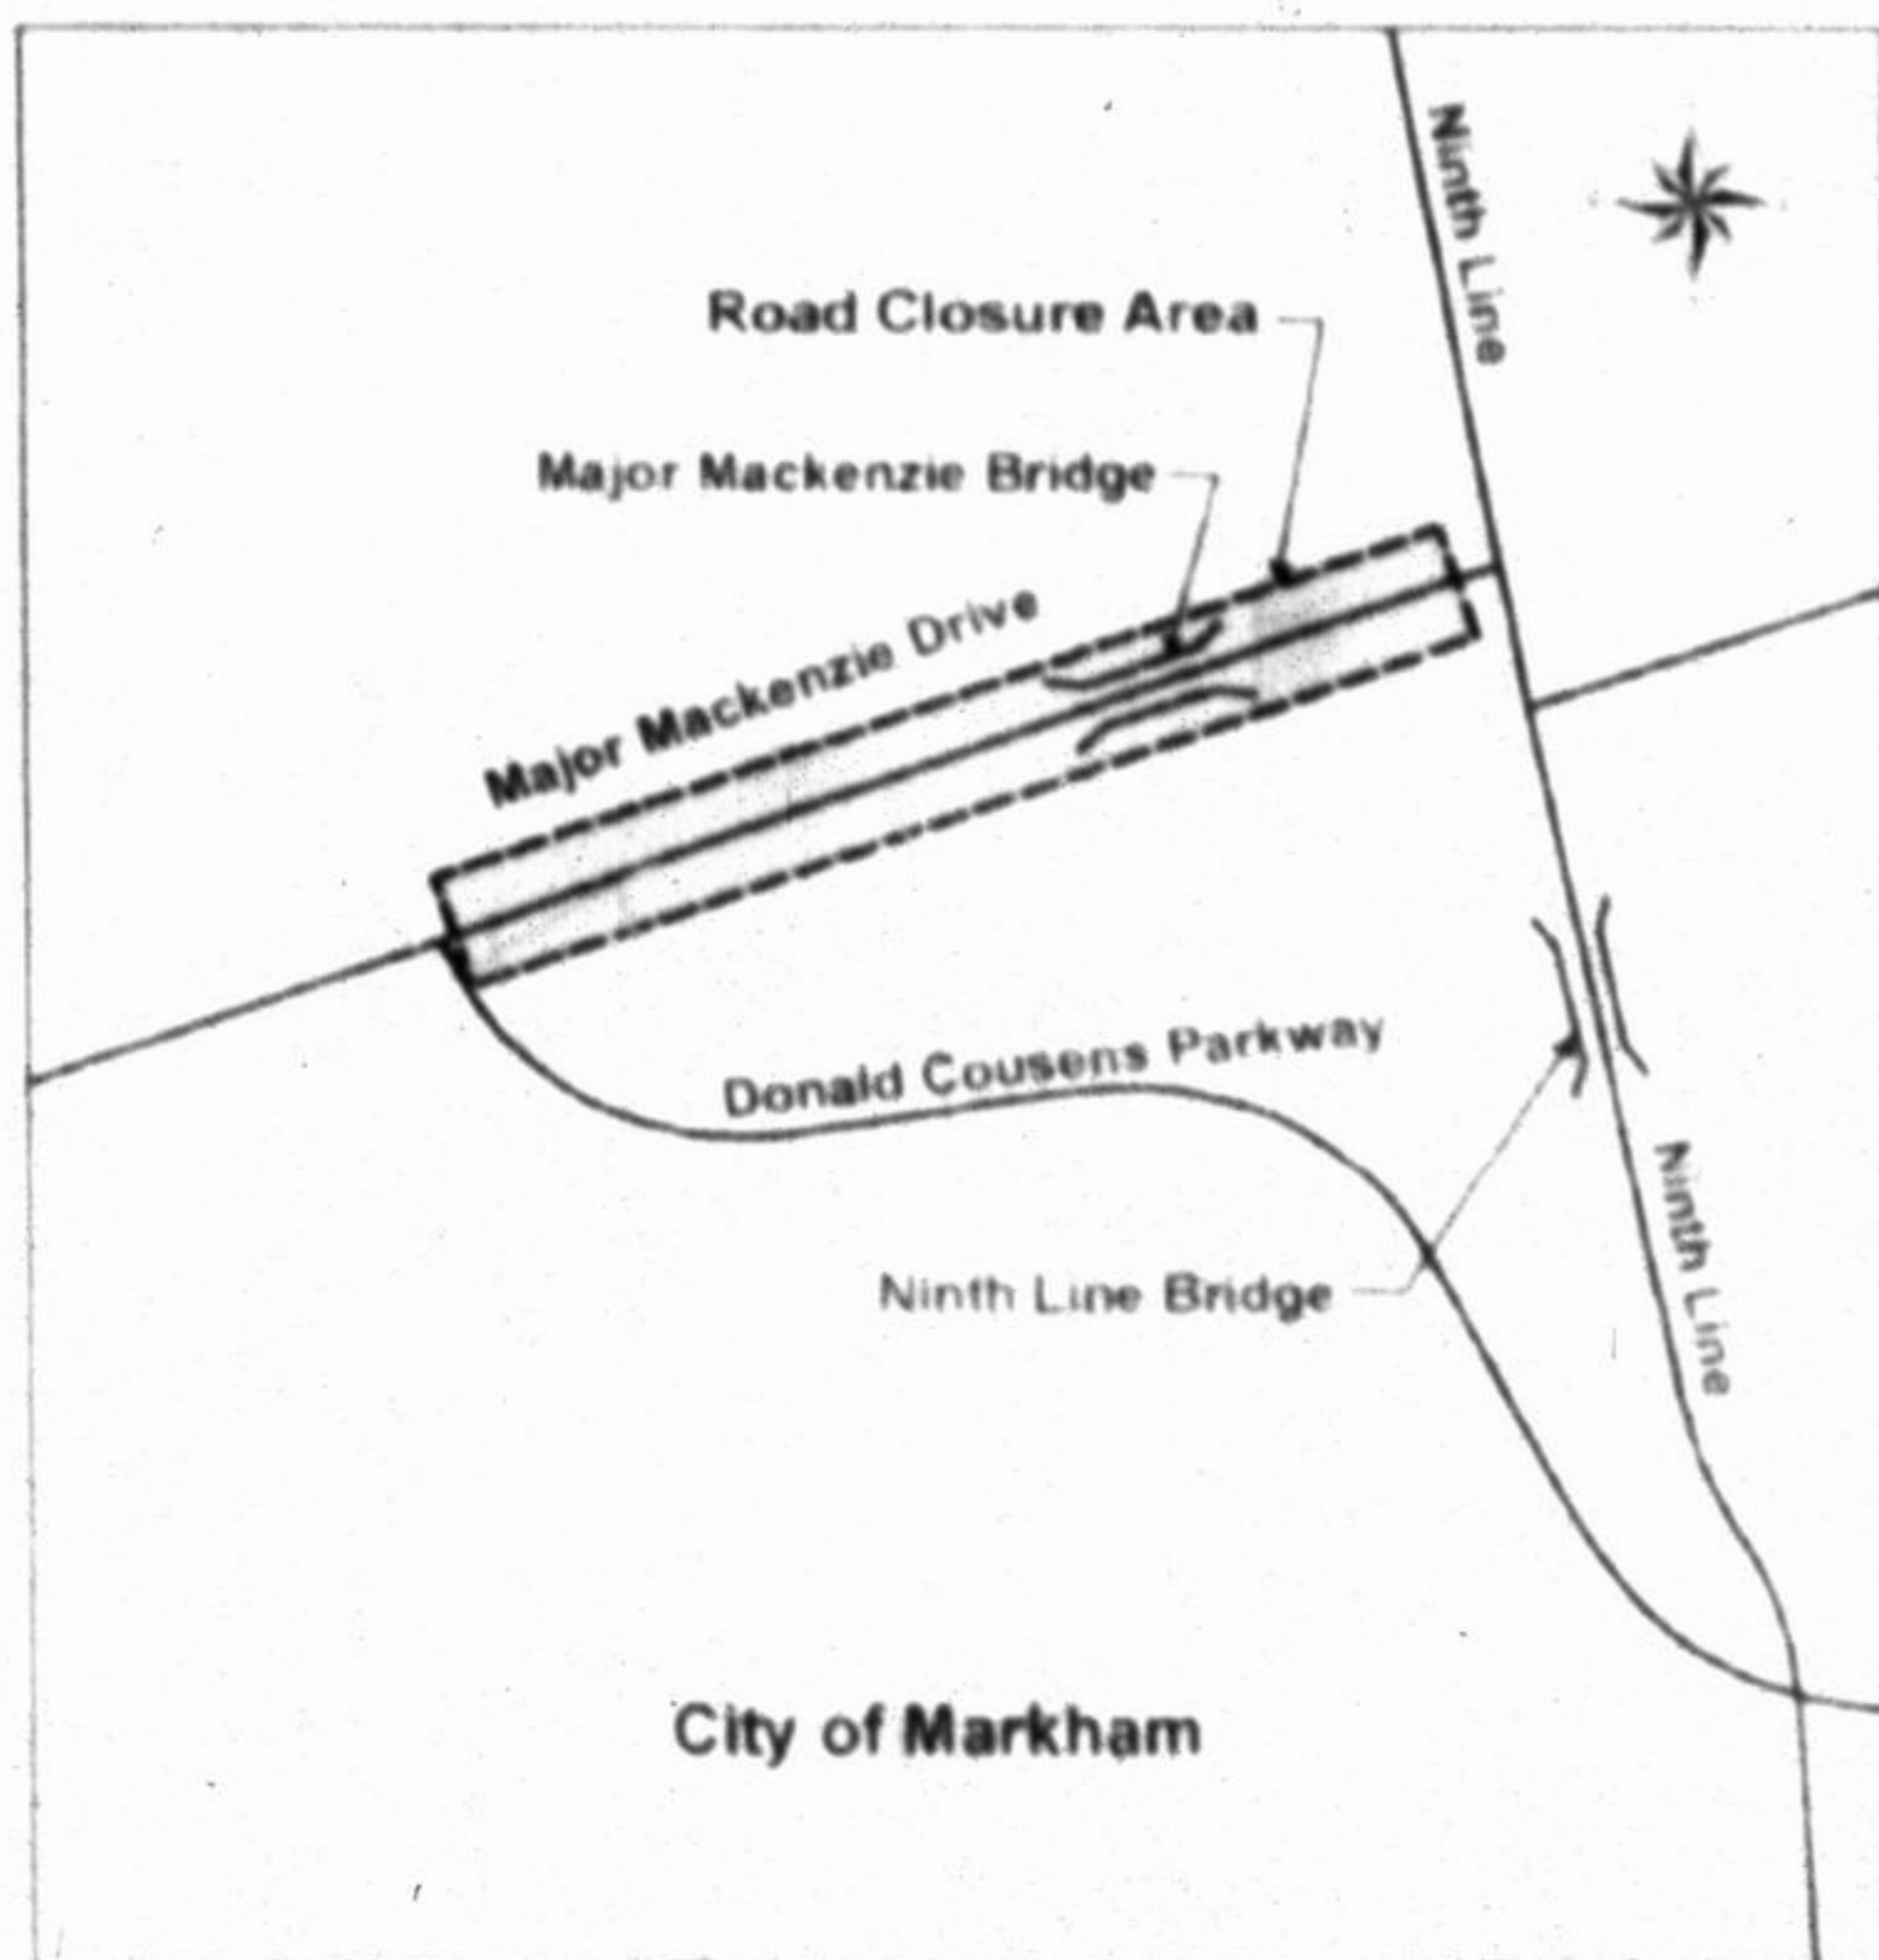 Ninth Line
Road Closure Area
Major Mackenzie Bridge
Major Mackenzie Drive
Donald Cousens Parkway
Ninth Line Bridge
Ninth Line
City of Markham